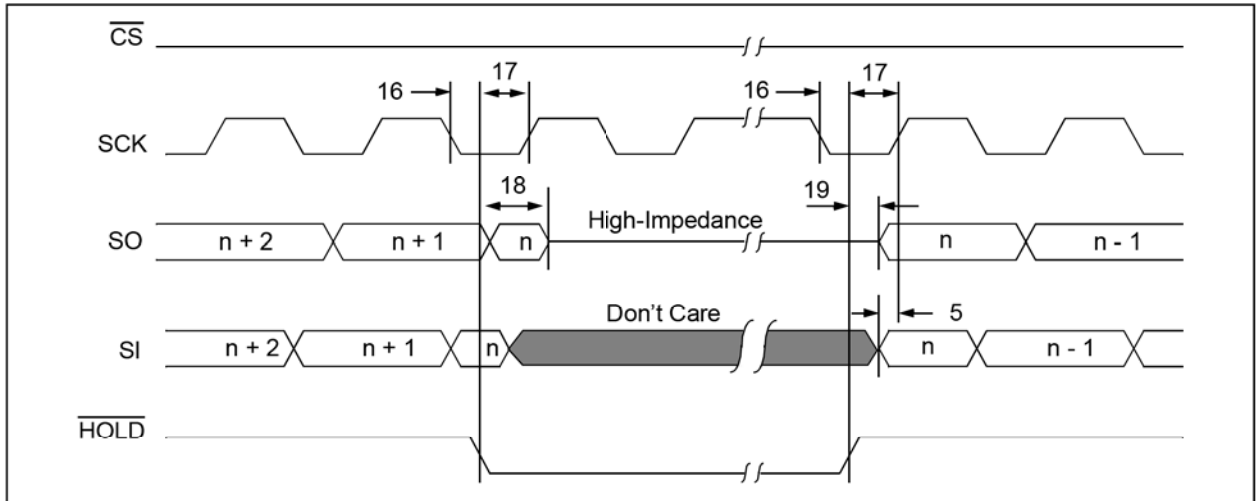 CS
17
17
16
16
SCK
18
19
High-Impedance
SO
n + 2
n + 1
n
n
n - 1
Don't Care
5
SI
n + 2
n + 1
n
n
n - 1
HOLD